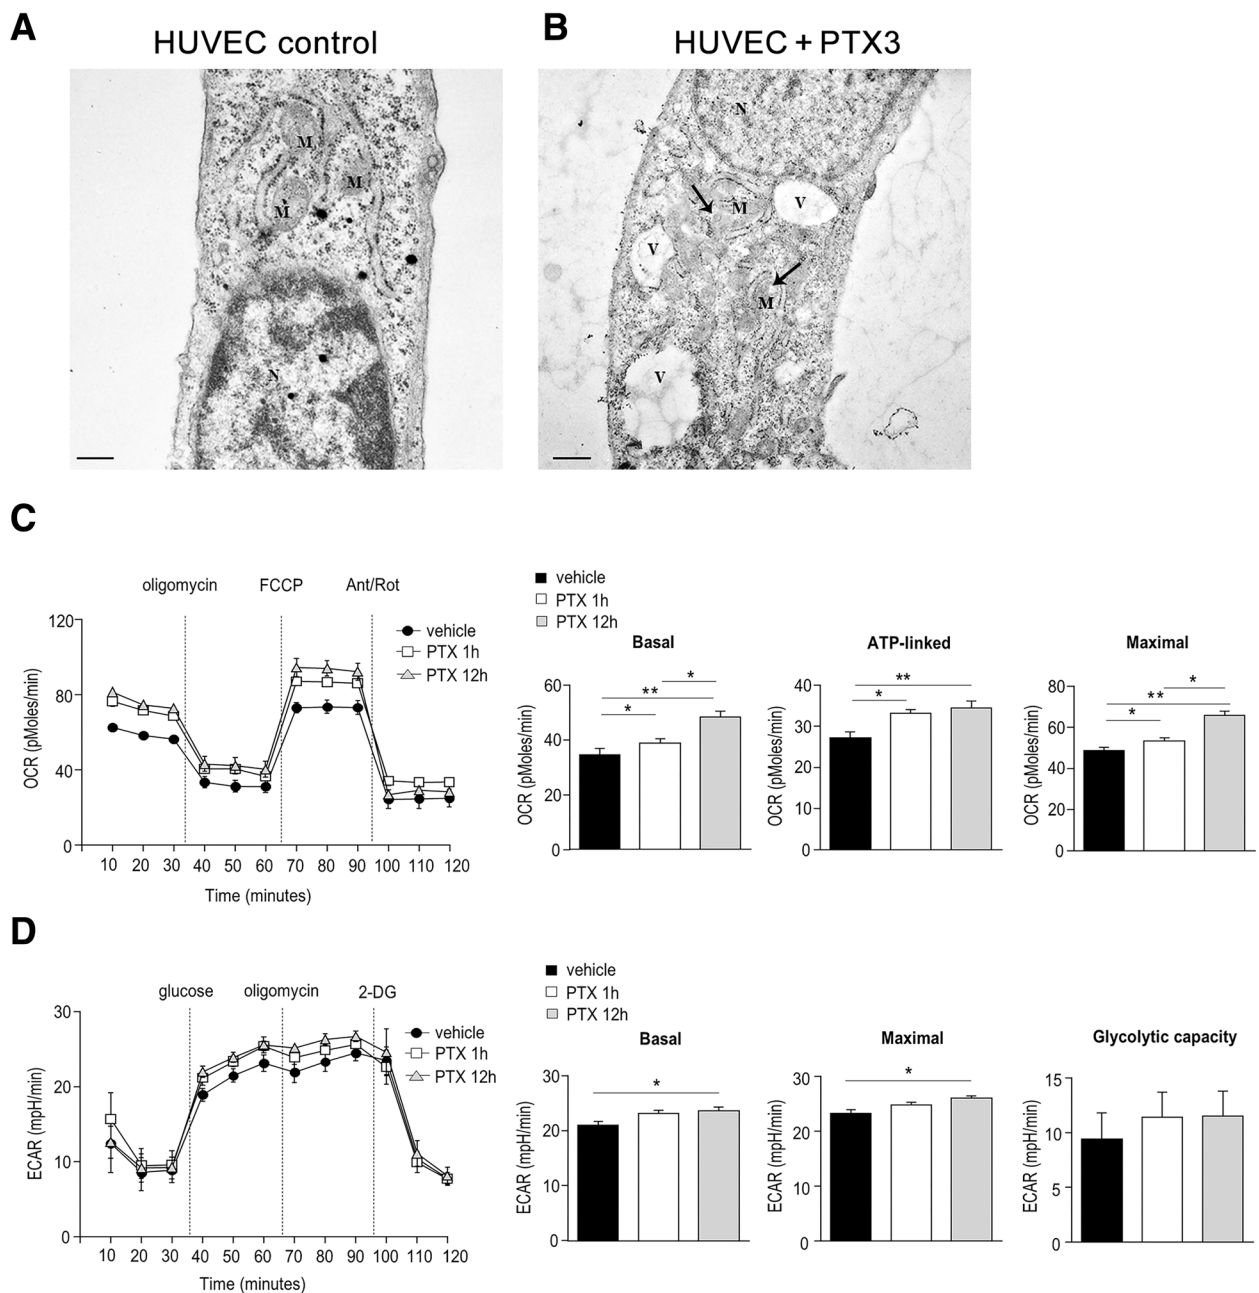 A
HUVEC control
M
M
M
N
B
HUVEC + PTX3
N
M
V
V
M
V
C
oligomycin
FCCP
Ant/Rot
vehicle
PTX 1h
PTX 12h
OCR (pMoles/min)
120
80
40
0
10 20 30 40 50 60 70 80 90 100 110 120
Time (minutes)
vehicle
PTX 1h
PTX 12h
Basal
OCR (pMoles/min)
60
40
20
0
*
**
*
ATP-linked
OCR (pMoles/min)
40
30
20
10
0
**
*
Maximal
OCR (pMoles/min)
80
60
40
20
0
*
**
*
D
glucose
oligomycin
2-DG
vehicle
PTX 1h
PTX 12h
ECAR (mpH/min)
30
20
10
0
10 20 30 40 50 60 70 80 90 100 110 120
Time (minutes)
vehicle
PTX 1h
PTX 12h
Basal
ECAR (mpH/min)
30
20
10
0
*
Maximal
ECAR (mpH/min)
30
20
10
0
*
Glycolytic capacity
ECAR (mpH/min)
15
10
5
0